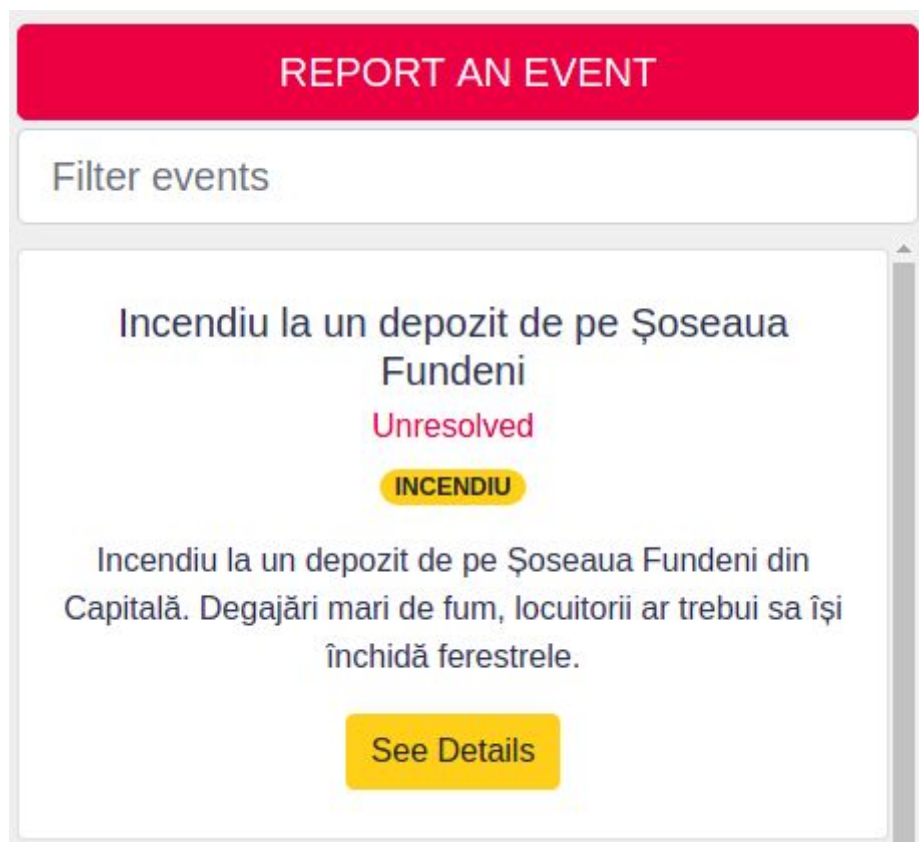 REPORT AN EVENT
Filter events
Incendiu la un depozit de pe Șoseaua
Fundeni
Unresolved
INCENDIU
Incendiu la un depozit de pe Șoseaua Fundeni din
Capitală. Degajări mari de fum, locuitorii ar trebui sa își
închidă ferestrele.
See Details